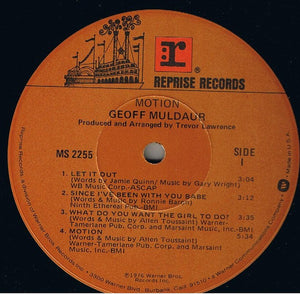 r
REPRISE RECORDS
MOTION
GEOFF MULDAUR
Produced and Arranged by Trevor Lawrence
MS 2255
SIDE
1
1. LET IT OUT 3:04
(Words by Jamie Quinn/ Music by Gary Wright)
WB Music Corp.-ASCAP
2. SINCE I'VE BEEN WITH YOU BABE
(Words & Music by Ronnie Barron)
Ninth Ethereal Pub.-BMI
3. WHAT DO YOU WANT THE GIRL TO DO? 3:35
(Words & Music by Allen Toussaint) Warner-
Tamerlane Pub. Corp. and Marsaint Music, Inc.-BMI
4. MOTION 5:34
(Words & Music by Allen Toussaint)
Warner-Tamerlane Pub. Corp. and Marsaint
Music, Inc.-BMI
©1976 Warner Bros.
Records Inc.